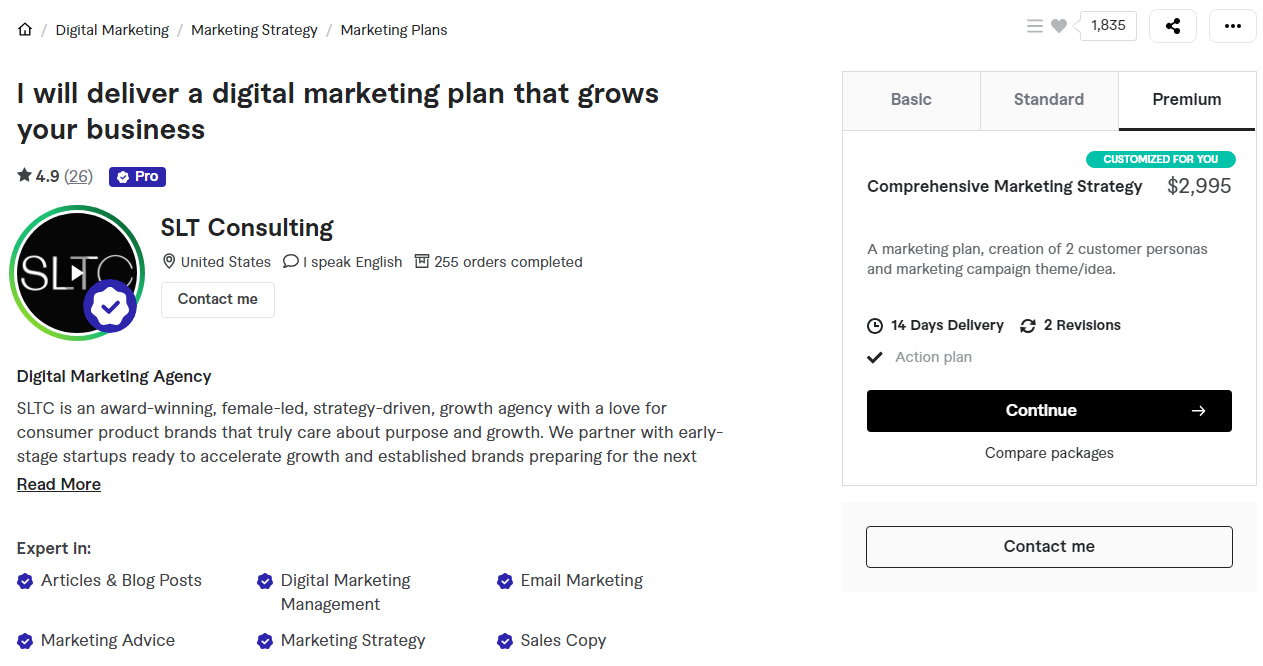 / Digital Marketing / Marketing Strategy / Marketing Plans
1,835
I will deliver a digital marketing plan that grows
your business
4.9 (26) Pro
SLTC
SLT Consulting
United States I speak English 255 orders completed
Contact me
Digital Marketing Agency
SLTC is an award-winning, female-led, strategy-driven, growth agency with a love for
consumer product brands that truly care about purpose and growth. We partner with early-
stage startups ready to accelerate growth and established brands preparing for the next
Read More
Expert in:
Articles & Blog Posts
Digital Marketing
Management
Email Marketing
Marketing Advice
Marketing Strategy
Sales Copy
Basic Standard Premium
CUSTOMIZED FOR YOU
Comprehensive Marketing Strategy $2,995
A marketing plan, creation of 2 customer personas
and marketing campaign theme/idea.
14 Days Delivery 2 Revisions
Action plan
Continue
Compare packages
Contact me